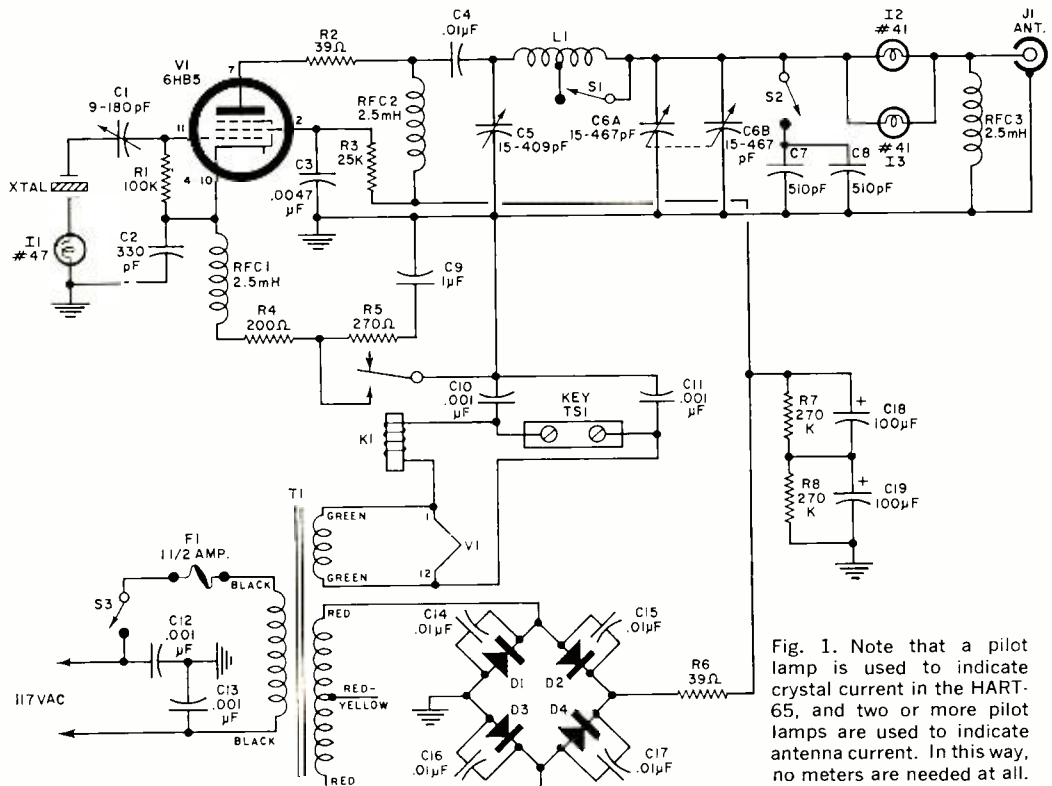 C4
.01µF
I2
#41
J1
ANT.
R2
39Ω
L1
V1
6HB5
7
S1
C1
9-180pF
RFC2
2.5mH
S2
11
2
C5
15-409pF
C6A
15-467pF
C6B
15-467
pF
#41
I3
RFC3
2.5mH
R3
25K
R1
100K
C3
.0047
µF
C7
510pF
C8
510pF
XTAL
4
10
I1
#47
C2
330
pF
RFC1
2.5mH
C9
1µF
R4
200Ω
R5
270Ω
C10
.001
µF
KEY
TS1
C11
.001
µF
R7
270
K
+
C18
100µF
K1
R8
270
K
+
C19
100µF
T1
GREEN
1
V1
F1
1 1/2 AMP.
GREEN
12
BLACK
S3
RED
C14
.01µF
C15
.01µF
C12
.001
µF
D1
D2
R6
39Ω
117VAC
RED-
YELLOW
C13
.001
µF
D3
D4
BLACK
C16
.01µF
C17
.01µF
RED
Fig. 1. Note that a pilot
lamp is used to indicate
crystal current in the HART-
65, and two or more pilot
lamps are used to indicate
antenna current. In this way,
no meters are needed at all.